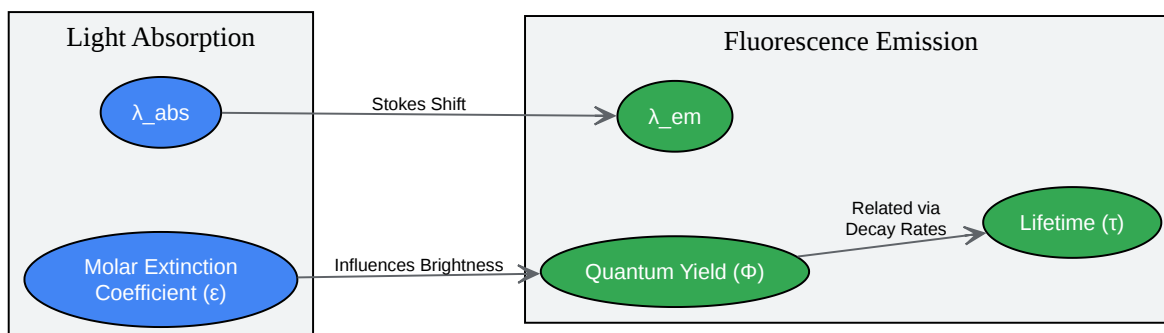 Light Absorption
Fluorescence Emission
λ_abs
Stokes Shift
λ_em
Related via
Decay Rates
Lifetime (τ)
Molar Extinction
Coefficient (ε)
Influences Brightness
Quantum Yield (Φ)